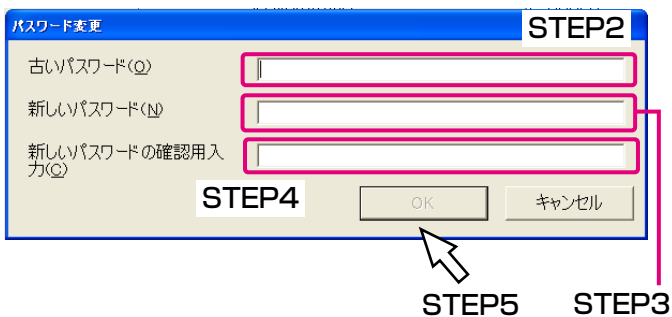 パスワード変更
STEP2
古いパスワード(O)
新しいパスワード(N)
新しいパスワードの確認用入
力(C)
STEP4
OK
キャンセル
STEP5
STEP3